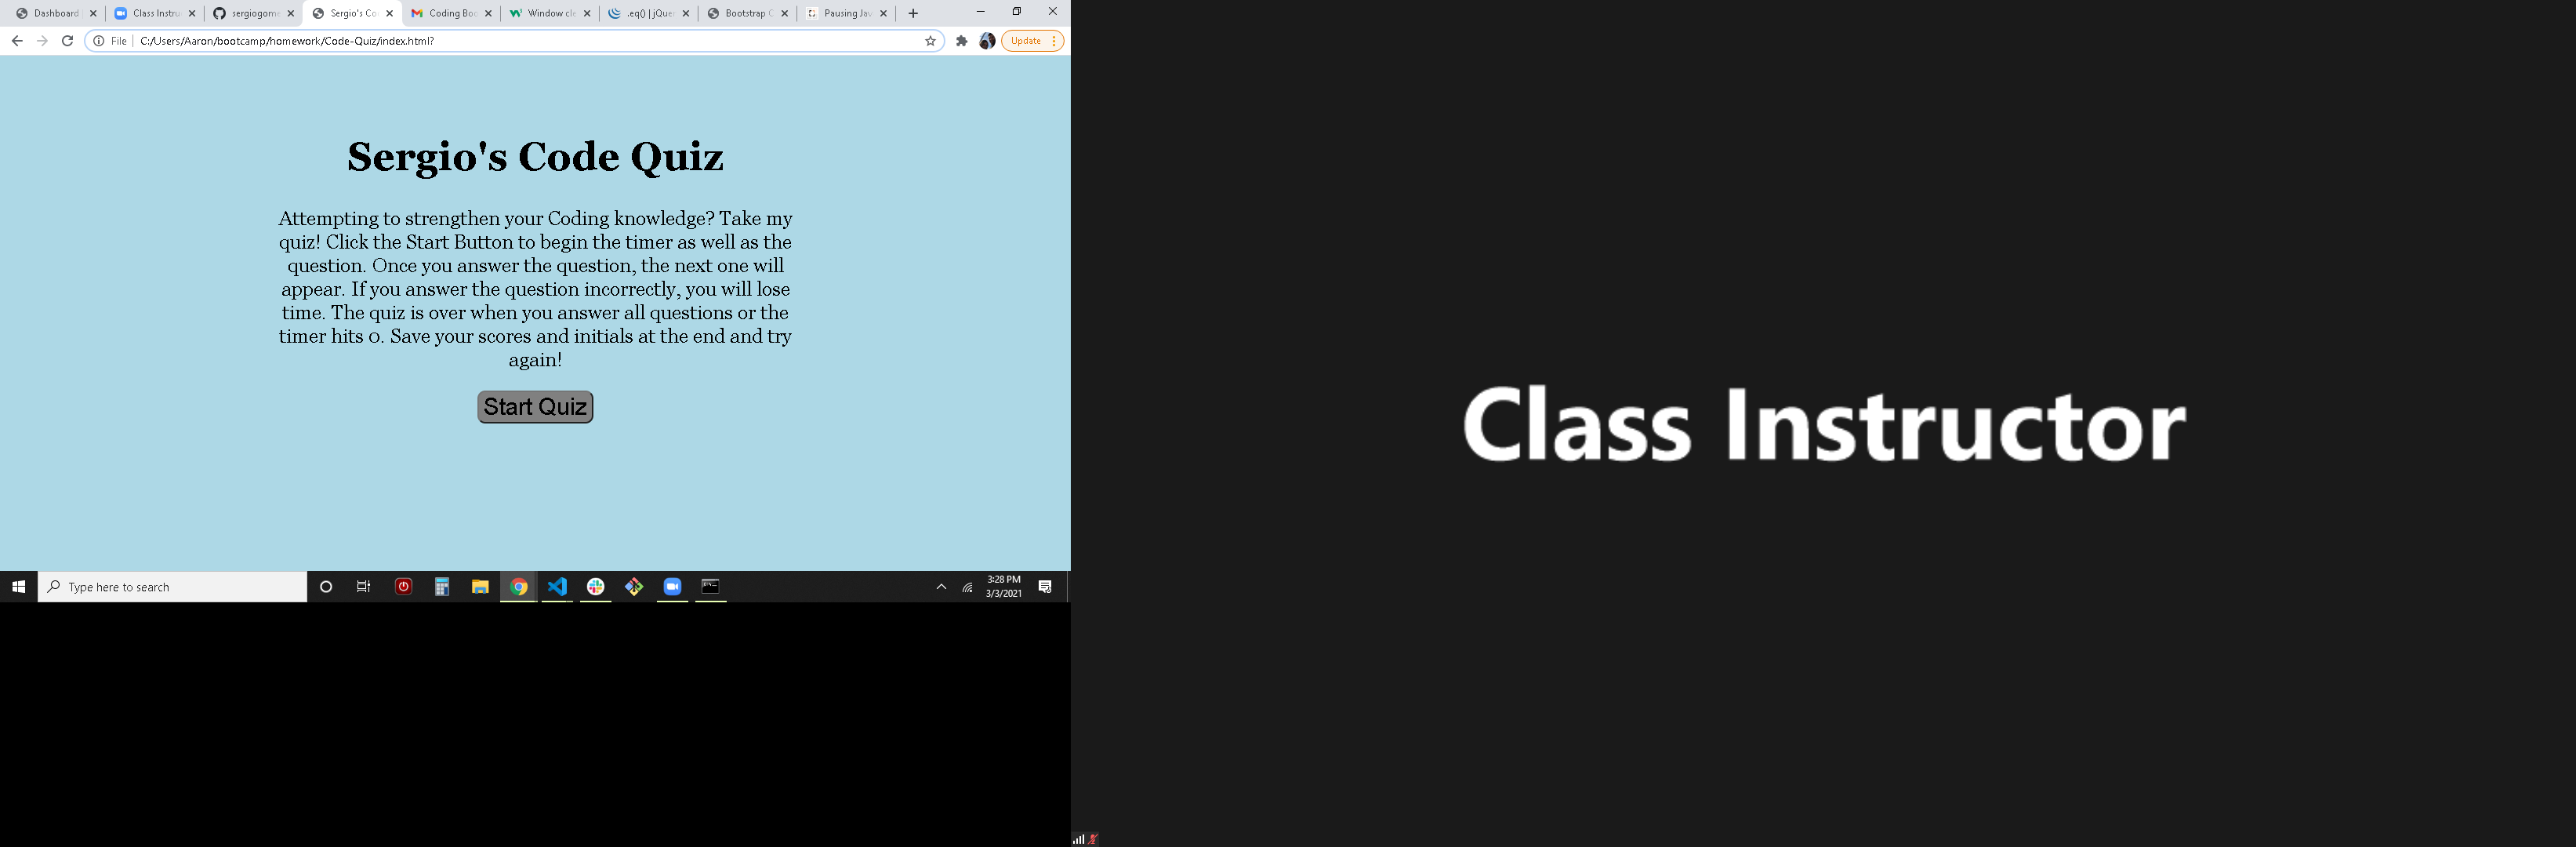 Dashboard
Class Instru
sergiogome
Sergio's Co
Coding Boo
Window cle
.eq() | jQue
Bootstrap C
Pausing Jav
File
C:/Users/Aaron/bootcamp/homework/Code-Quiz/index.html?
Update
Sergio's Code Quiz
Attempting to strengthen your Coding knowledge? Take my
quiz! Click the Start Button to begin the timer as well as the
question. Once you answer the question, the next one will
appear. If you answer the question incorrectly, you will lose
time. The quiz is over when you answer all questions or the
timer hits 0. Save your scores and initials at the end and try
again!
Start Quiz
Type here to search
3:28 PM
3/3/2021
Class Instructor